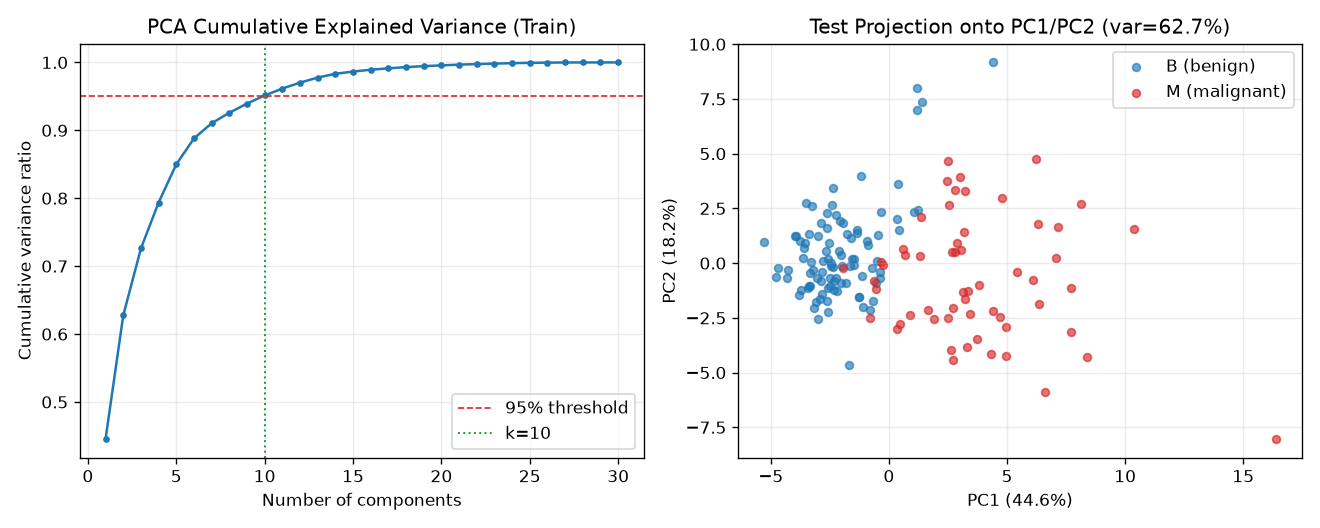 PCA Cumulative Explained Variance (Train)
Cumulative variance ratio
1.0
0.9
0.8
0.7
0.6
0.5
95% threshold
k=10
0 5 10 15 20 25 30
Number of components
Test Projection onto PC1/PC2 (var=62.7%)
PC2 (18.2%)
10.0
7.5
5.0
2.5
0.0
−2.5
−5.0
−7.5
B (benign)
M (malignant)
−5 0 5 10 15
PC1 (44.6%)